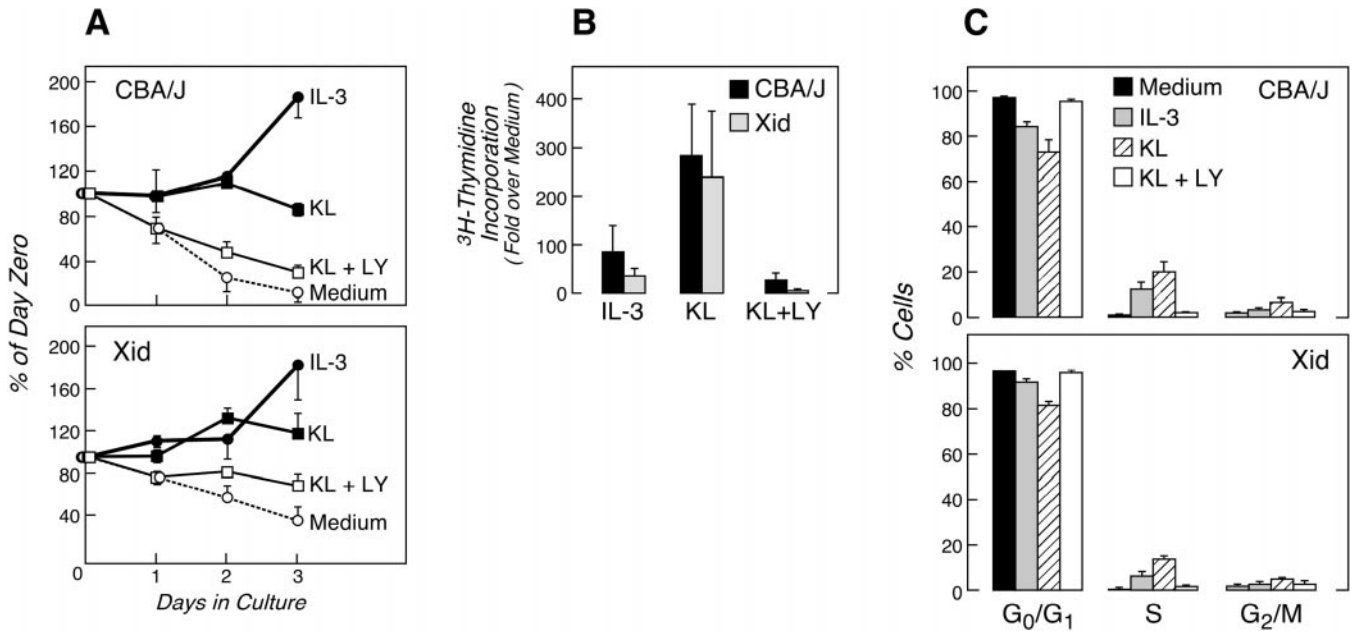 A
CBA/J
200
160
120
80
40
0
IL-3
KL
KL + LY
Medium
% of Day Zero
Xid
200
160
120
80
40
IL-3
KL
KL + LY
Medium
0
1
2
3
Days in Culture
B
³H-Thymidine
Incorporation
(Fold over Medium)
400
300
200
100
0
CBA/J
Xid
IL-3
KL
KL+LY
C
% Cells
100
80
60
40
20
0
Medium
IL-3
KL
KL + LY
CBA/J
100
80
60
40
20
0
Xid
G₀/G₁
S
G₂/M